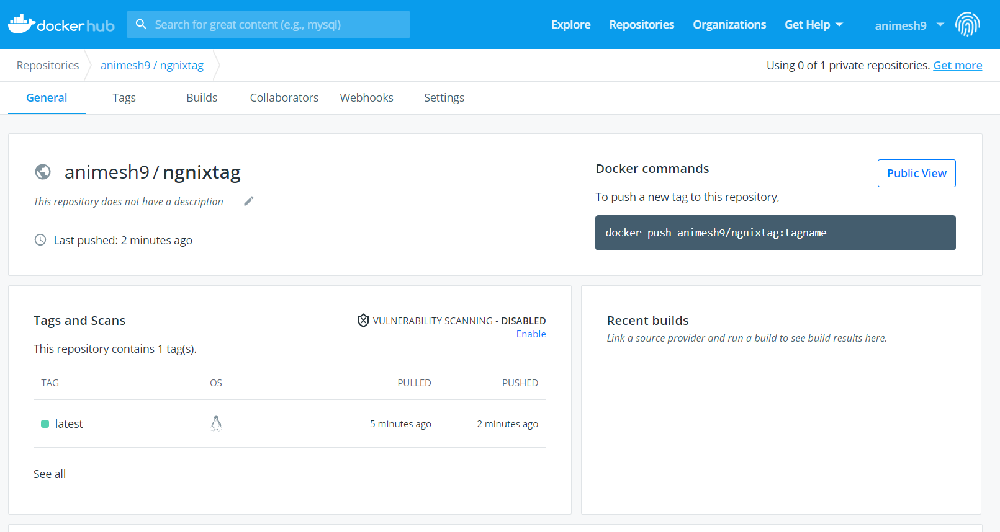 docker hub
Search for great content (e.g., mysql)
Explore
Repositories
Organizations
Get Help
animesh9
Repositories
animesh9 / ngnixtag
Using 0 of 1 private repositories. Get more
General
Tags
Builds
Collaborators
Webhooks
Settings
animesh9 / ngnixtag
This repository does not have a description
Last pushed: 2 minutes ago
Docker commands
Public View
To push a new tag to this repository,
docker push animesh9/ngnixtag:tagname
Tags and Scans
VULNERABILITY SCANNING - DISABLED
Enable
This repository contains 1 tag(s).
TAG OS PULLED PUSHED
latest 5 minutes ago 2 minutes ago
See all
Recent builds
Link a source provider and run a build to see build results here.